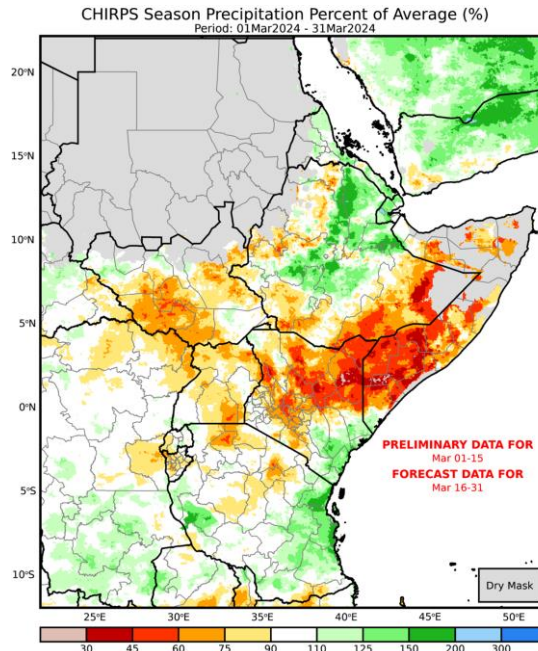 CHIRPS Season Precipitation Percent of Average (%)
Period: 01Mar2024 - 31Mar2024
20°N
15°N
10°N
5°N
0°N
PRELIMINARY DATA FOR
Mar 01-15
FORECAST DATA FOR
Mar 16-31
5°S
10°S
Dry Mask
25°E 30°E 35°E 40°E 45°E 50°E
30 45 60 75 90 110 125 150 200 300